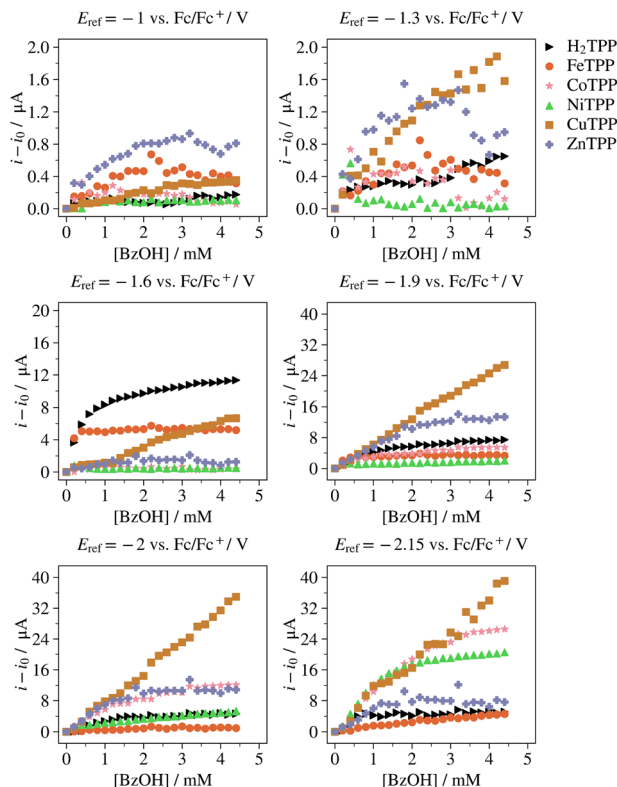 E_ref = −1 vs. Fc/Fc⁺/ V
E_ref = −1.3 vs. Fc/Fc⁺/ V
H₂TPP
FeTPP
CoTPP
NiTPP
CuTPP
ZnTPP
i − i₀ / μA
2.0
1.6
1.2
0.8
0.4
0.0
0 1 2 3 4 5
[BzOH] / mM
2.0
1.6
1.2
0.8
0.4
0.0
0 1 2 3 4 5
[BzOH] / mM
E_ref = −1.6 vs. Fc/Fc⁺/ V
E_ref = −1.9 vs. Fc/Fc⁺/ V
i − i₀ / μA
20
16
12
8
4
0
0 1 2 3 4 5
[BzOH] / mM
i − i₀ / μA
40
32
24
16
8
0
0 1 2 3 4 5
[BzOH] / mM
E_ref = −2 vs. Fc/Fc⁺/ V
E_ref = −2.15 vs. Fc/Fc⁺/ V
i − i₀ / μA
40
32
24
16
8
0
0 1 2 3 4 5
[BzOH] / mM
i − i₀ / μA
40
32
24
16
8
0
0 1 2 3 4 5
[BzOH] / mM